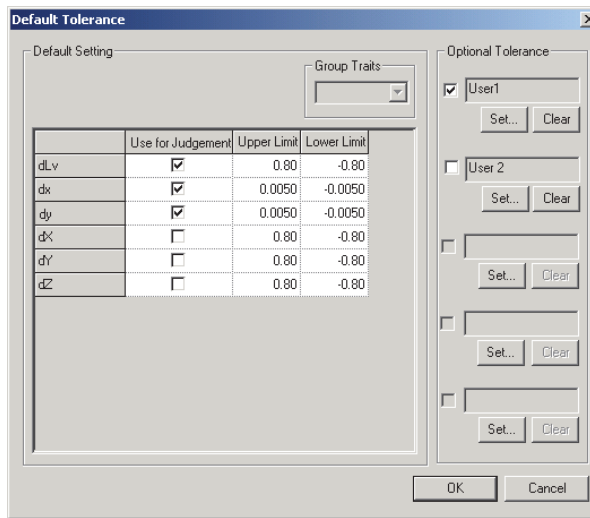 Default Tolerance
Default Setting
Group Traits
Use for Judgement Upper Limit Lower Limit
dLv 0.80 -0.80
dx 0.0050 -0.0050
dy 0.0050 -0.0050
dX 0.80 -0.80
dY 0.80 -0.80
dZ 0.80 -0.80
Optional Tolerance
User1
Set... Clear
User 2
Set... Clear
Set... Clear
Set... Clear
Set... Clear
OK Cancel